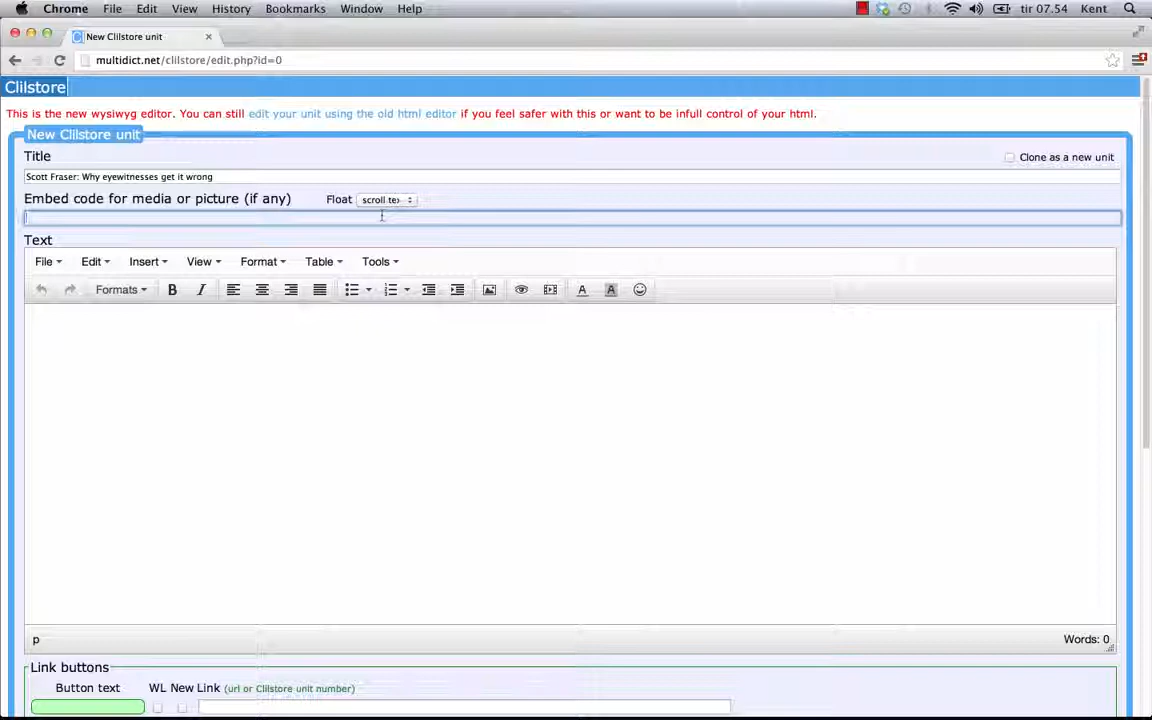 Chrome File Edit View History Bookmarks Window Help tir 07.54 Kent
New Clilstore unit
multidict.net/clilstore/edit.php?id=0
Clilstore
This is the new wysiwyg editor. You can still edit your unit using the old html editor if you feel safer with this or want to be infull control of your html.
New Clilstore unit
Title
Clone as a new unit
Scott Fraser: Why eyewitnesses get it wrong
Embed code for media or picture (if any) Float scroll te
Text
File Edit Insert View Format Table Tools
Formats B I A A
p Words: 0
Link buttons
Button text WL New Link (url or Clilstore unit number)